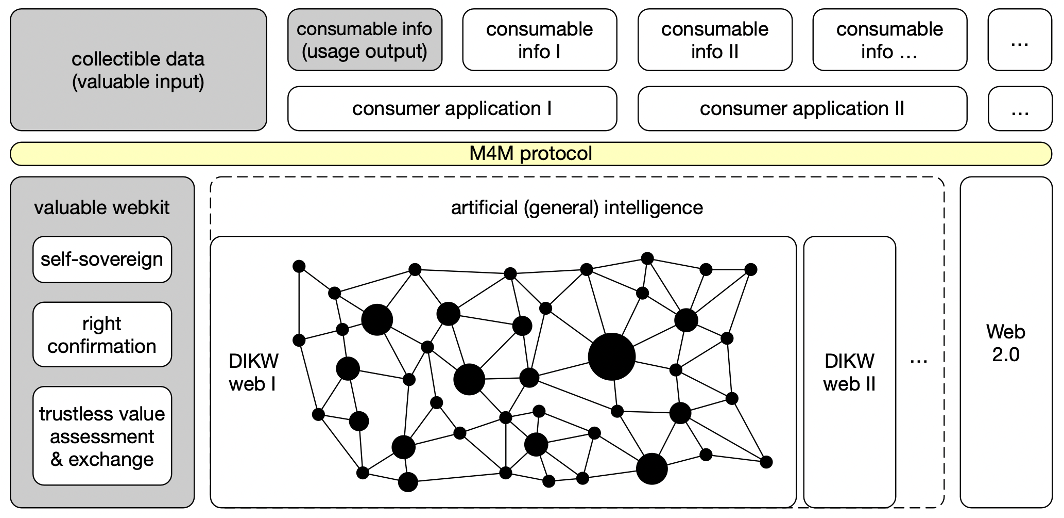 collectible data
(valuable input)
consumable info
(usage output)
consumable
info I
consumable
info II
consumable
info …
…
consumer application I
consumer application II
…
M4M protocol
valuable webkit
self-sovereign
right
confirmation
trustless value
assessment
& exchange
artificial (general) intelligence
DIKW
web I
DIKW
web II
…
Web
2.0